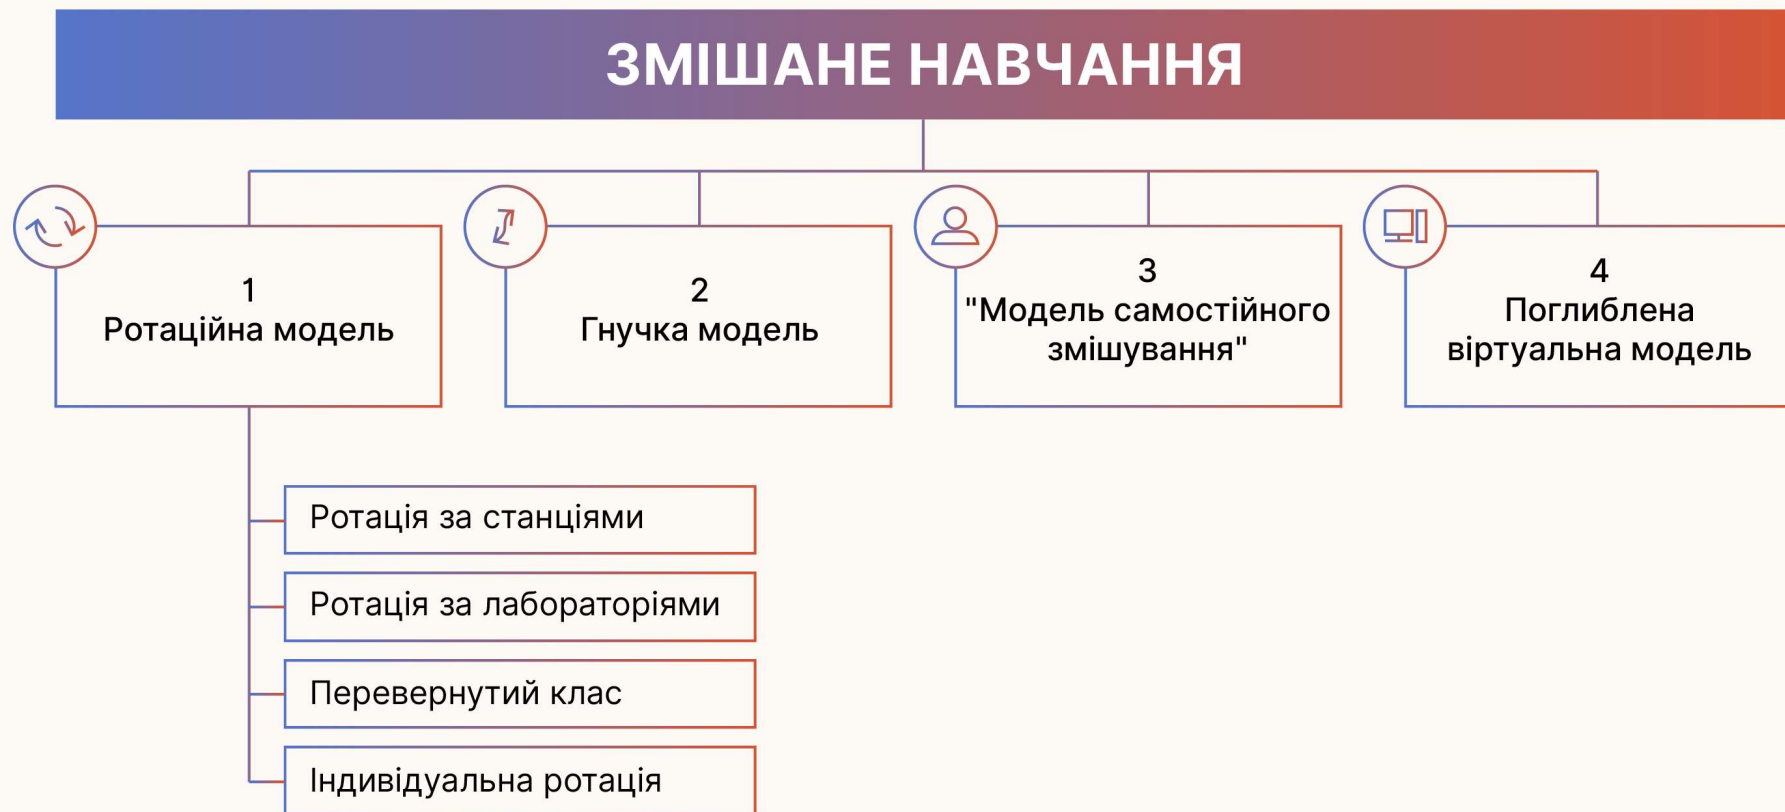 ЗМІШАНЕ НАВЧАННЯ
1
Ротаційна модель
2
Гнучка модель
3
"Модель самостійного
змішування"
4
Поглиблена
віртуальна модель
Ротація за станціями
Ротація за лабораторіями
Перевернутий клас
Індивідуальна ротація